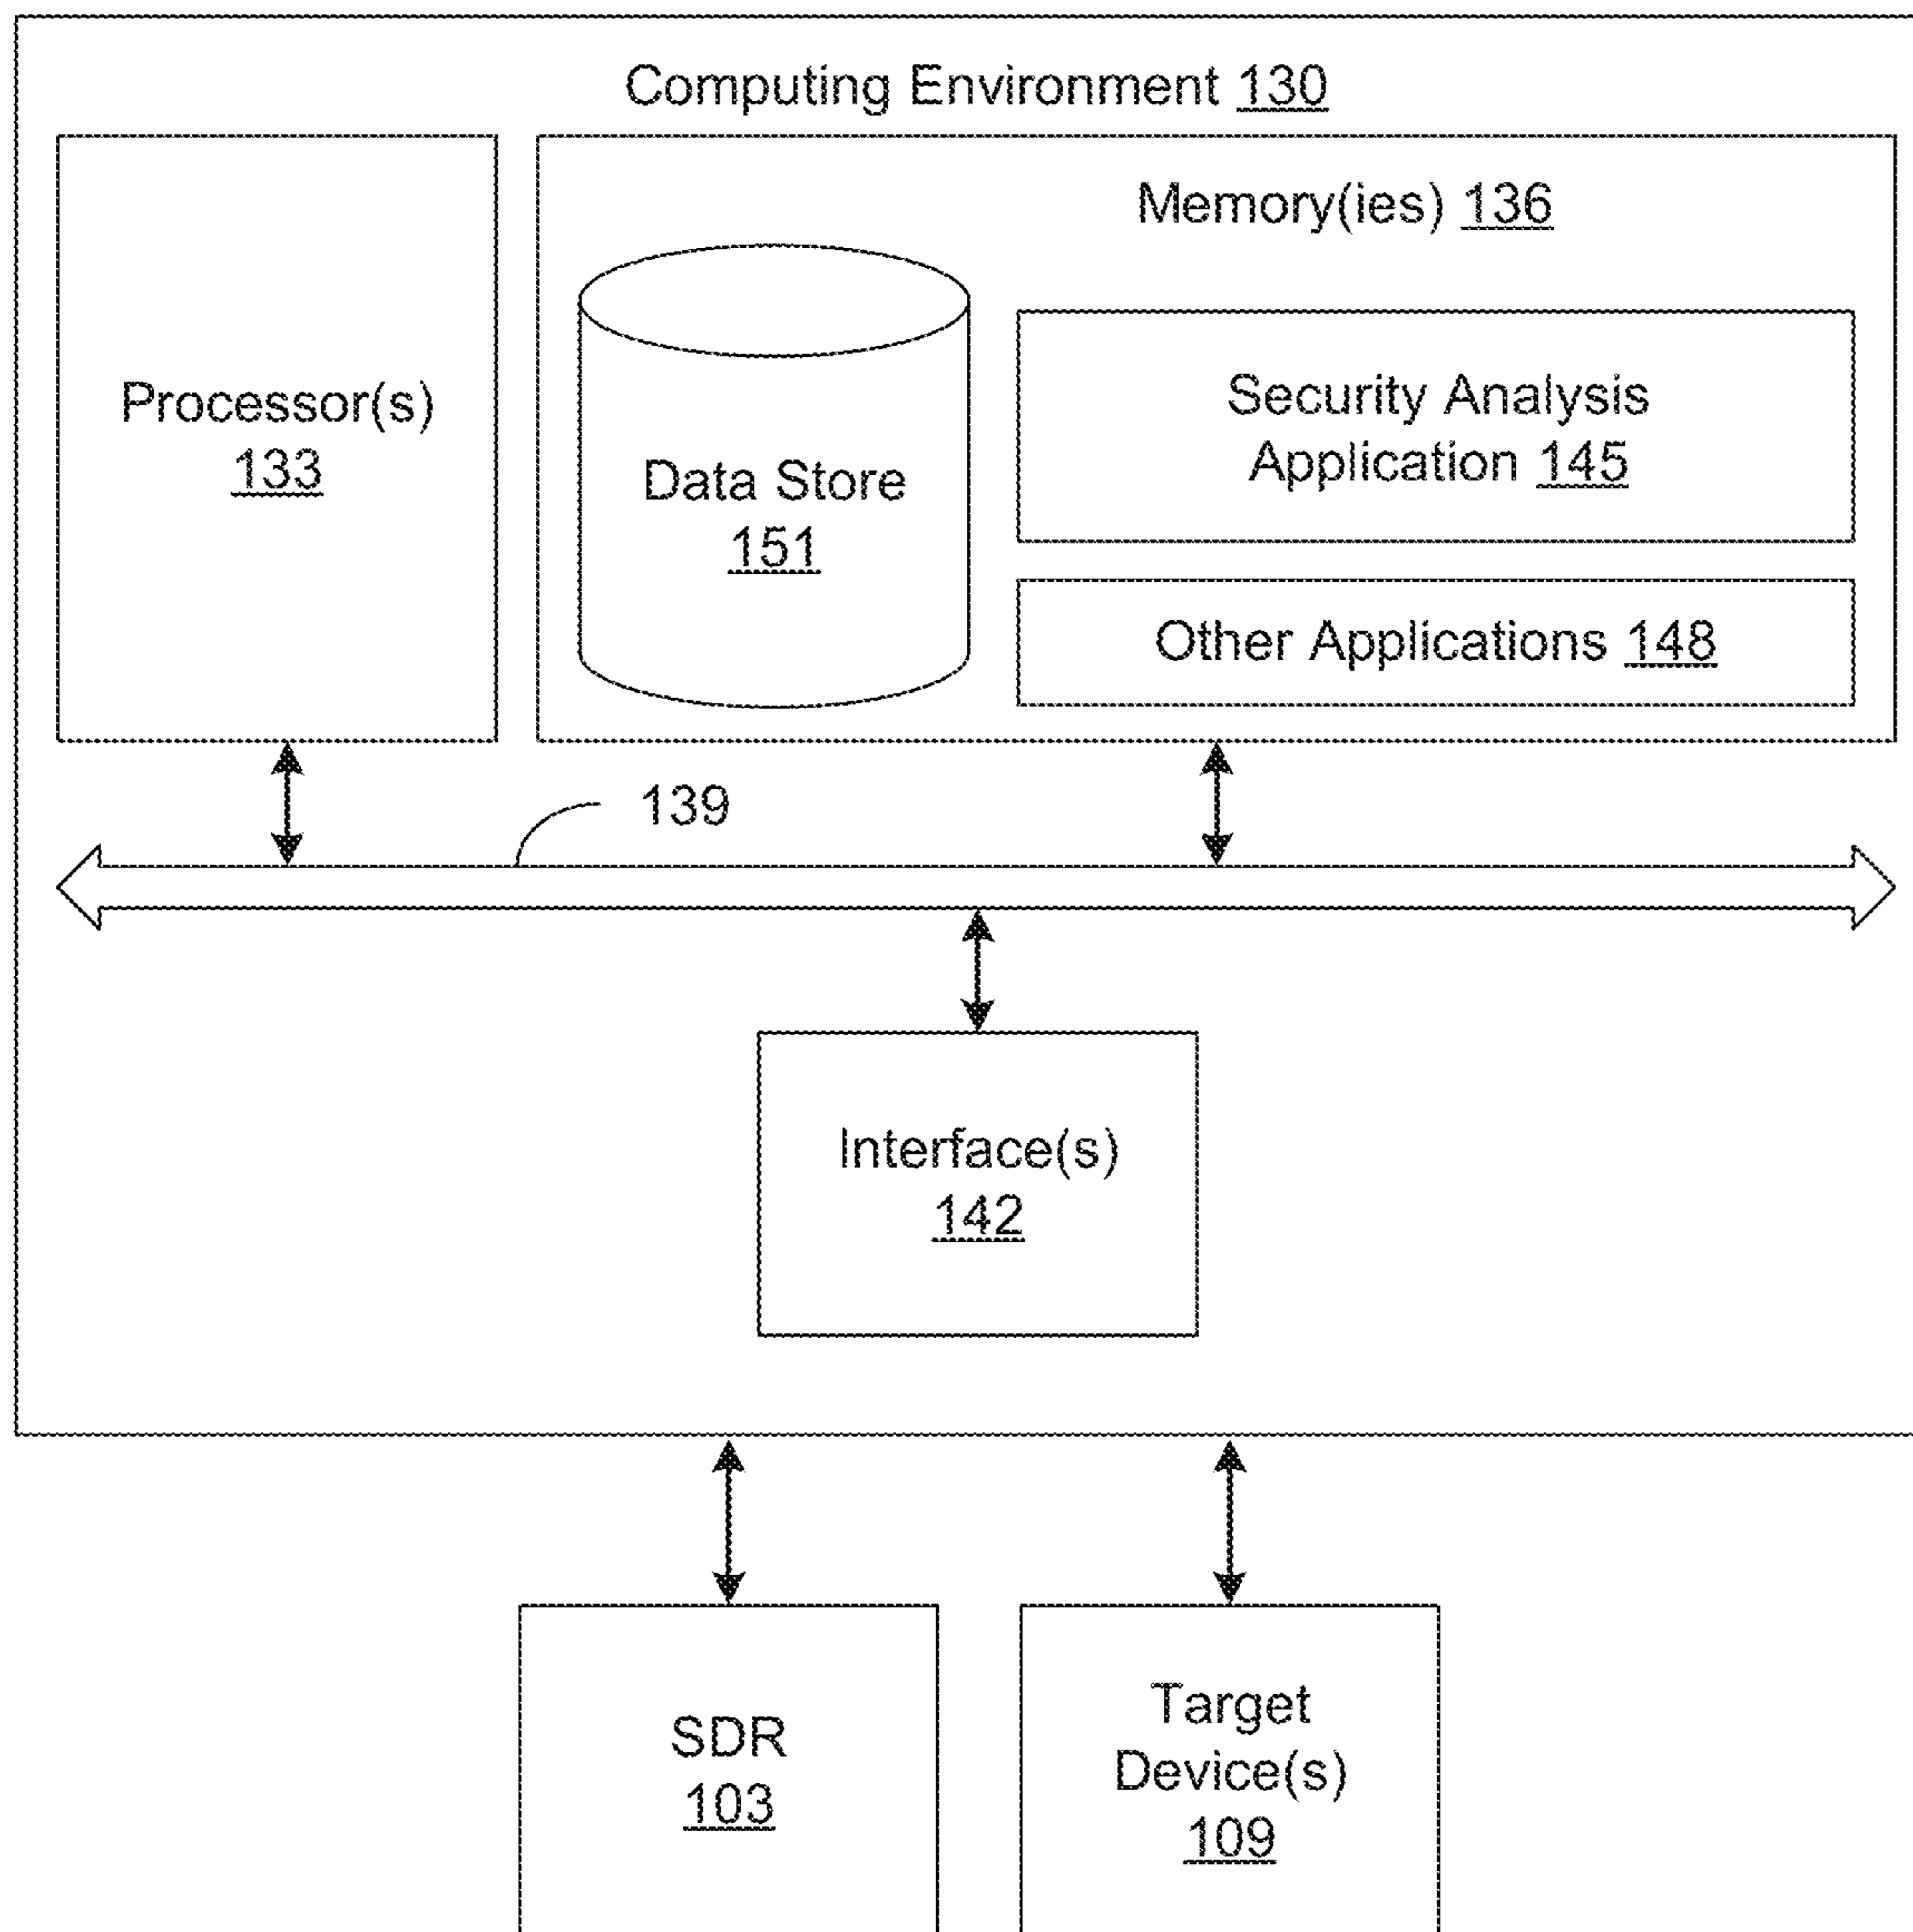 Computing Environment 130
Memory(ies) 136
Processor(s)
133
Data Store
151
Security Analysis
Application 145
Other Applications 148
139
Interface(s)
142
SDR
103
Target
Device(s)
109